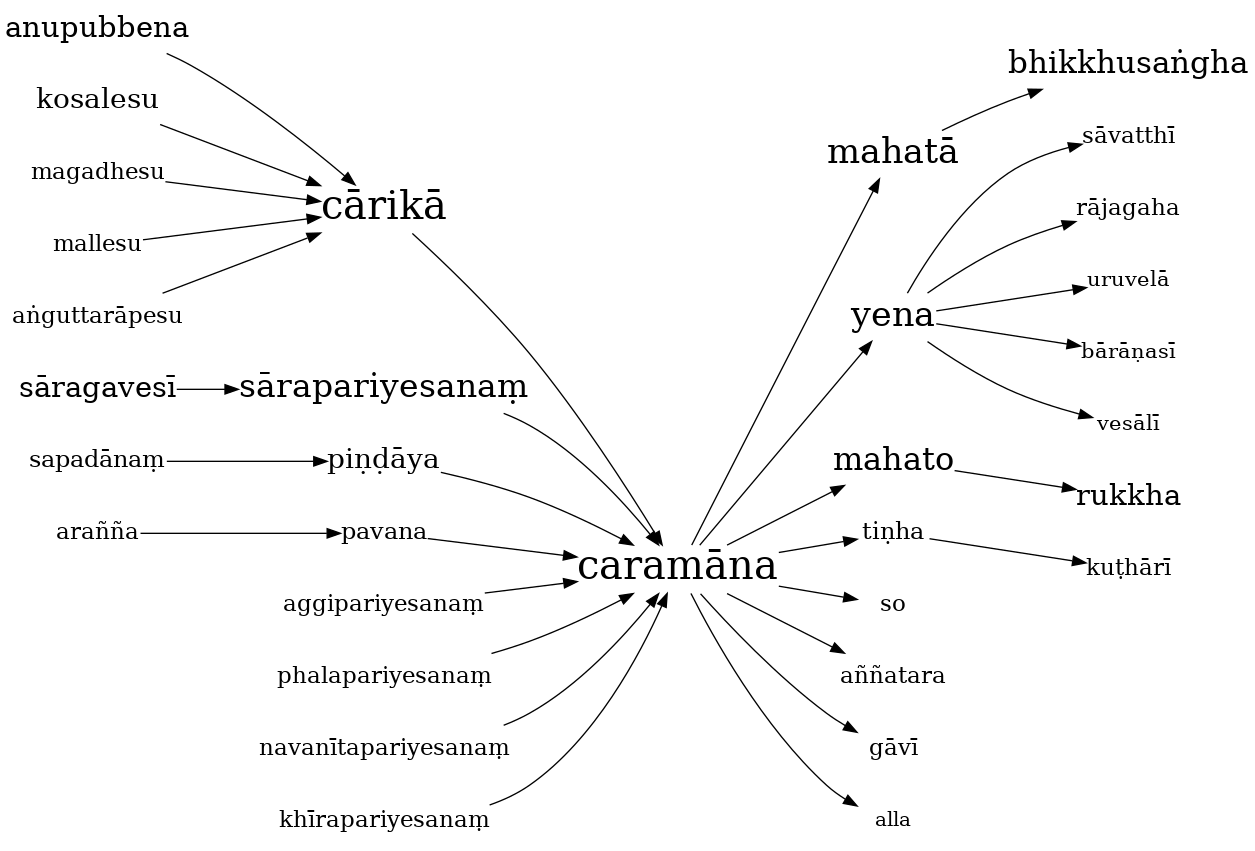 anupubbena
kosalesu
magadhesu
mallesu
aṅguttarāpesu
cārikā
sāragavesī
sārapariyesanaṃ
sapadānaṃ
piṇḍāya
arañña
pavana
aggipariyesanaṃ
phalapariyesanaṃ
navanītapariyesanaṃ
khīrapariyesanaṃ
caramāna
mahatā
bhikkhusaṅgha
yena
sāvatthī
rājagaha
uruvelā
bārāṇasī
vesālī
mahato
rukkha
tiṇha
kuṭhārī
so
aññatara
gāvī
alla